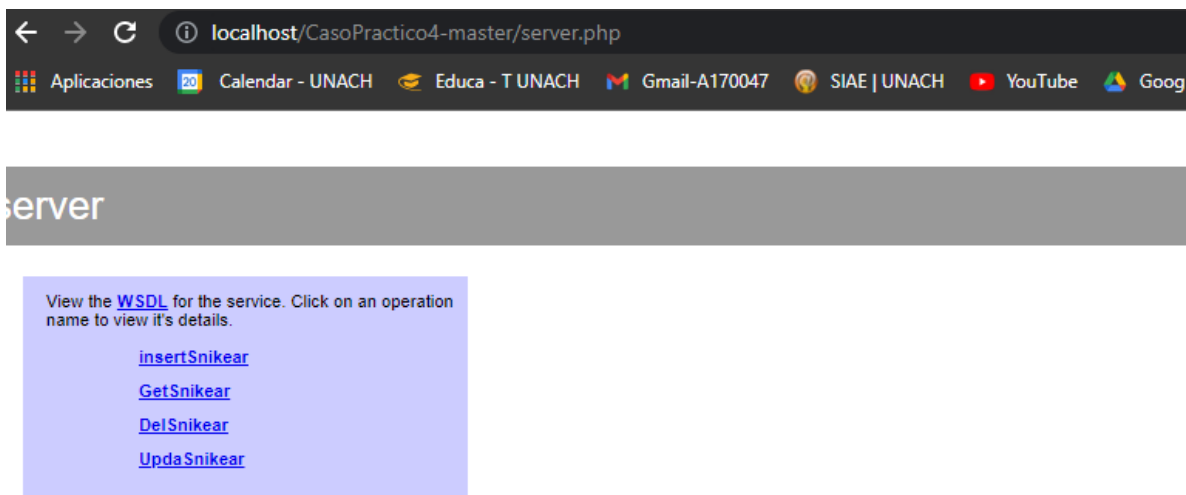 localhost/CasoPractico4-master/server.php
Aplicaciones 20 Calendar - UNACH Educa - T UNACH Gmail-A170047 SIAE | UNACH YouTube Goog
server
View the WSDL for the service. Click on an operation
name to view it's details.
insertSnikear
GetSnikear
DelSnikear
UpdaSnikear